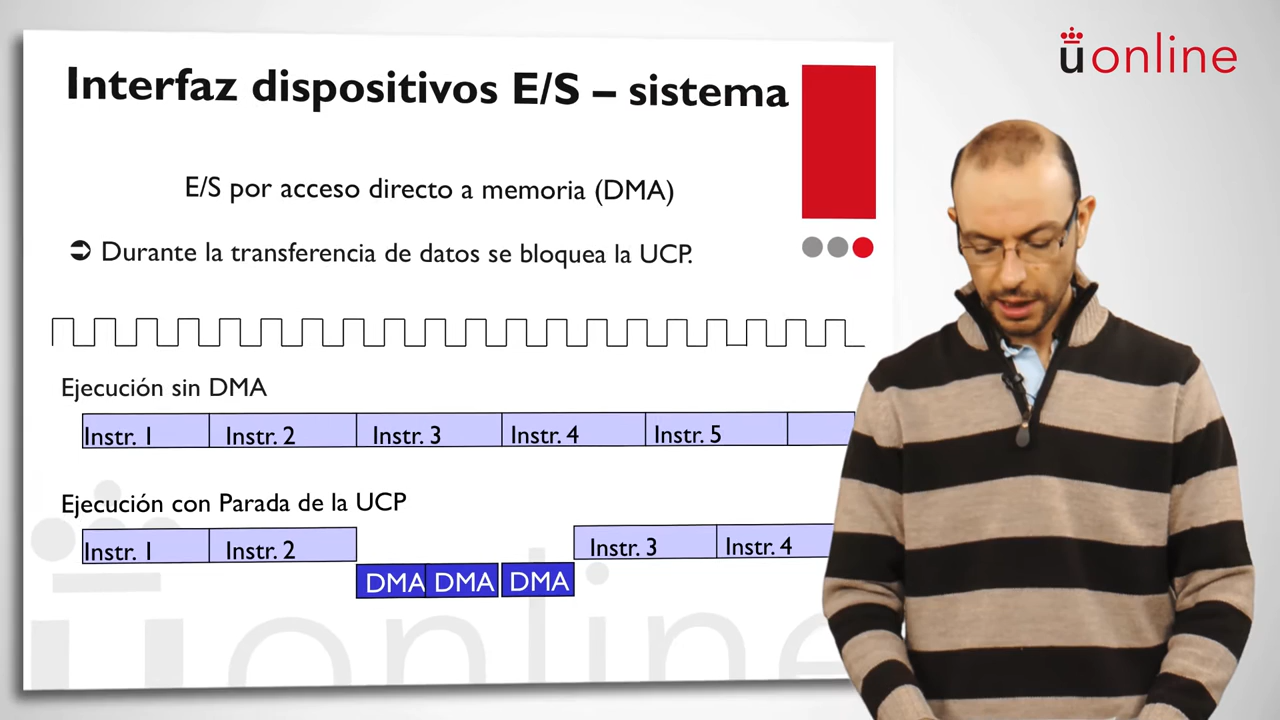 Interfaz dispositivos E/S – sistema
üonline
E/S por acceso directo a memoria (DMA)
➲ Durante la transferencia de datos se bloquea la UCP.
Ejecución sin DMA
Instr. 1 Instr. 2 Instr. 3 Instr. 4 Instr. 5
Ejecución con Parada de la UCP
Instr. 1 Instr. 2 Instr. 3 Instr. 4
DMA DMA DMA
üonline